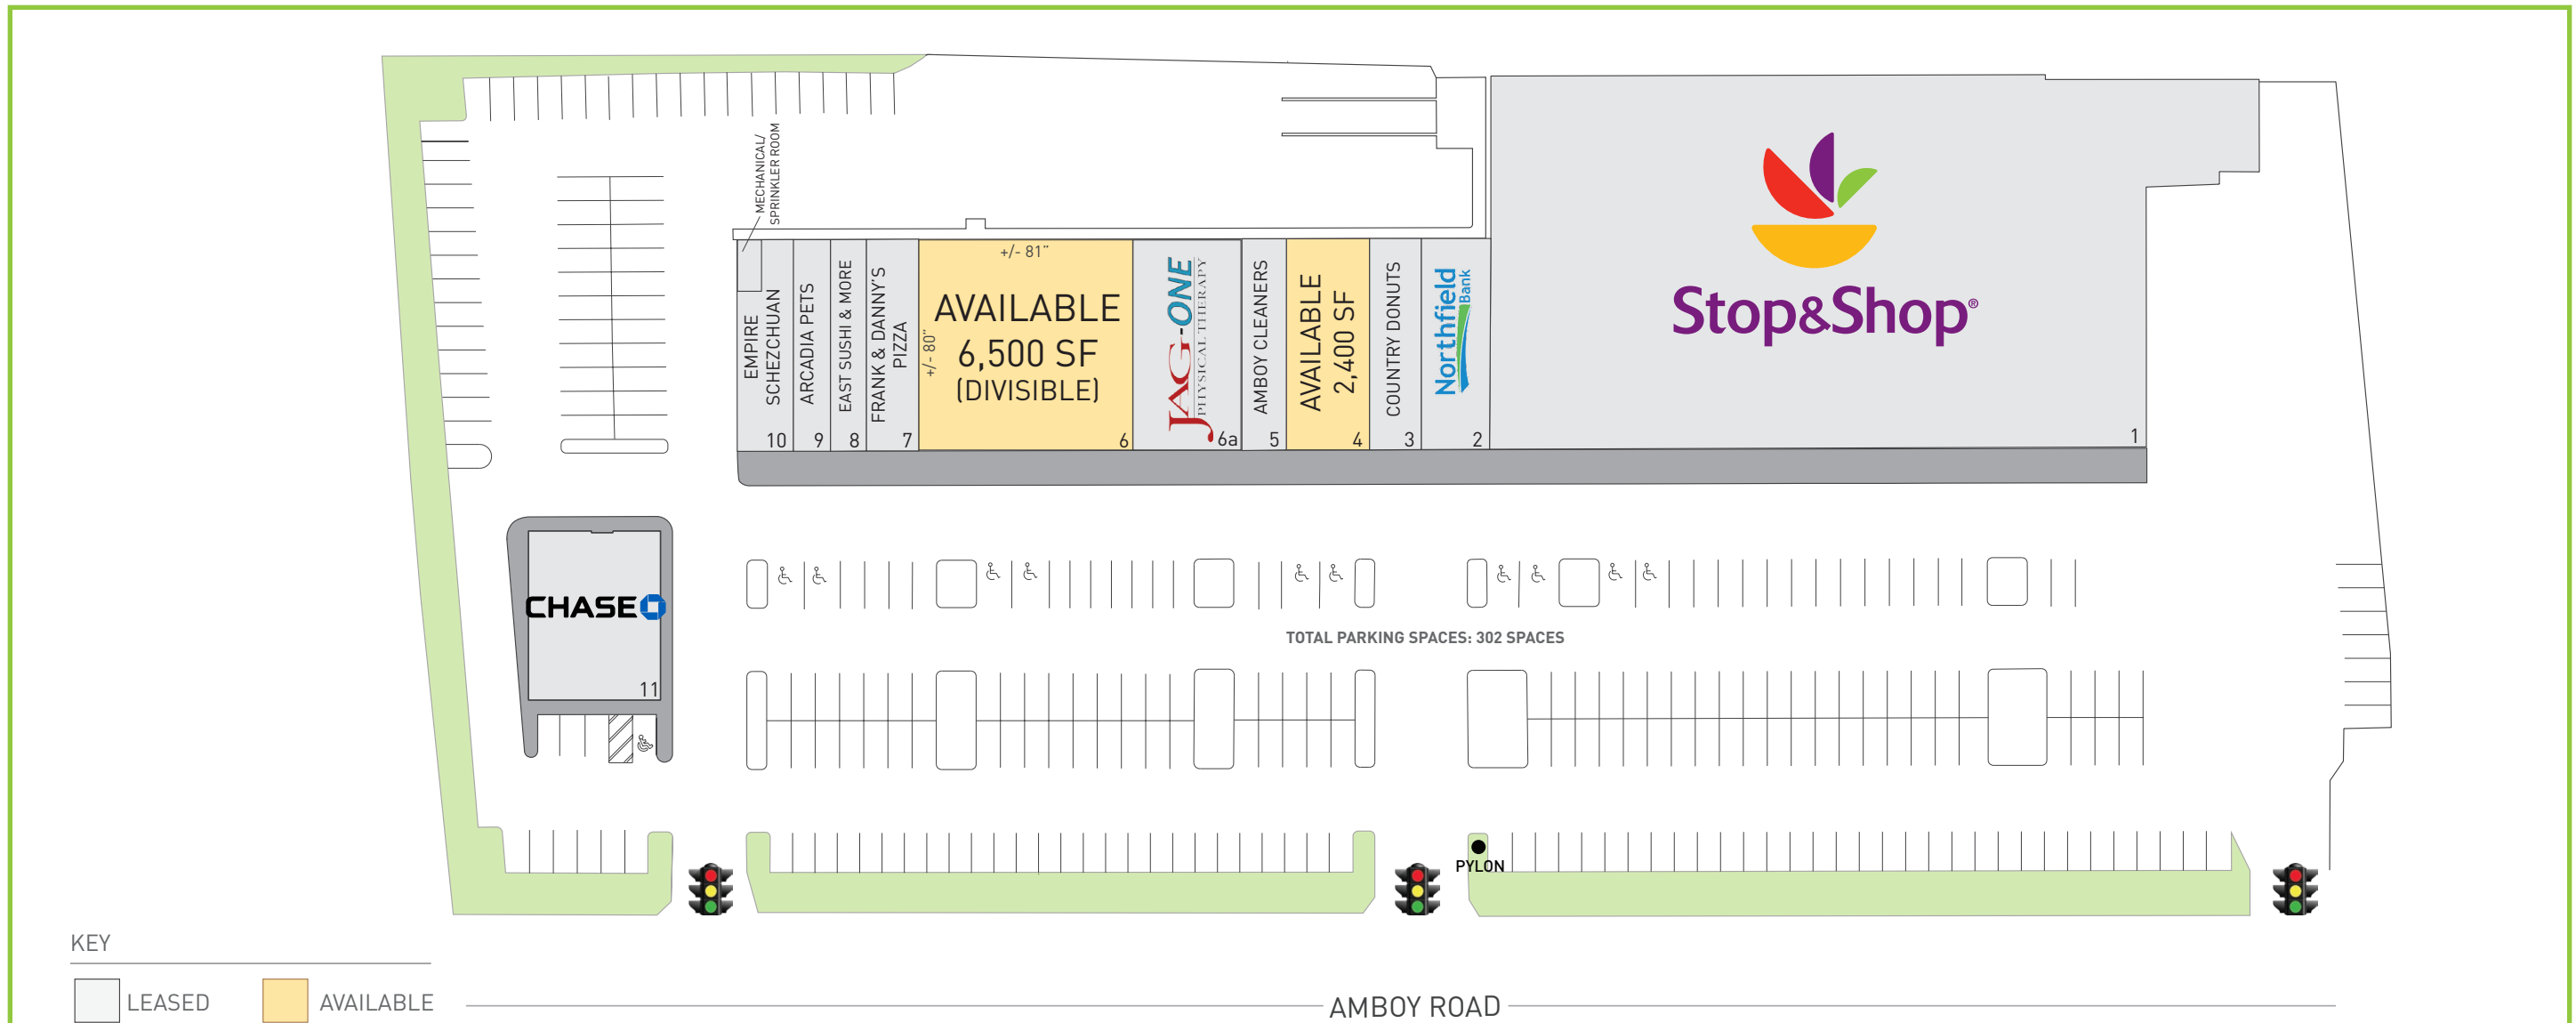 MECHANICAL/
SPRINKLER ROOM
EMPIRE
SCHEZCHUAN
10
ARCADIA PETS
9
EAST SUSHI & MORE
8
FRANK & DANNY'S
PIZZA
7
+/- 81"
+/- 80"
AVAILABLE
6,500 SF
(DIVISIBLE)
6
JAG-ONE
PHYSICAL THERAPY
6a
AMBOY CLEANERS
5
AVAILABLE
2,400 SF
4
COUNTRY DONUTS
3
Northfield
Bank
2
Stop&Shop®
1
CHASE
11
TOTAL PARKING SPACES: 302 SPACES
PYLON
KEY
LEASED
AVAILABLE
AMBOY ROAD